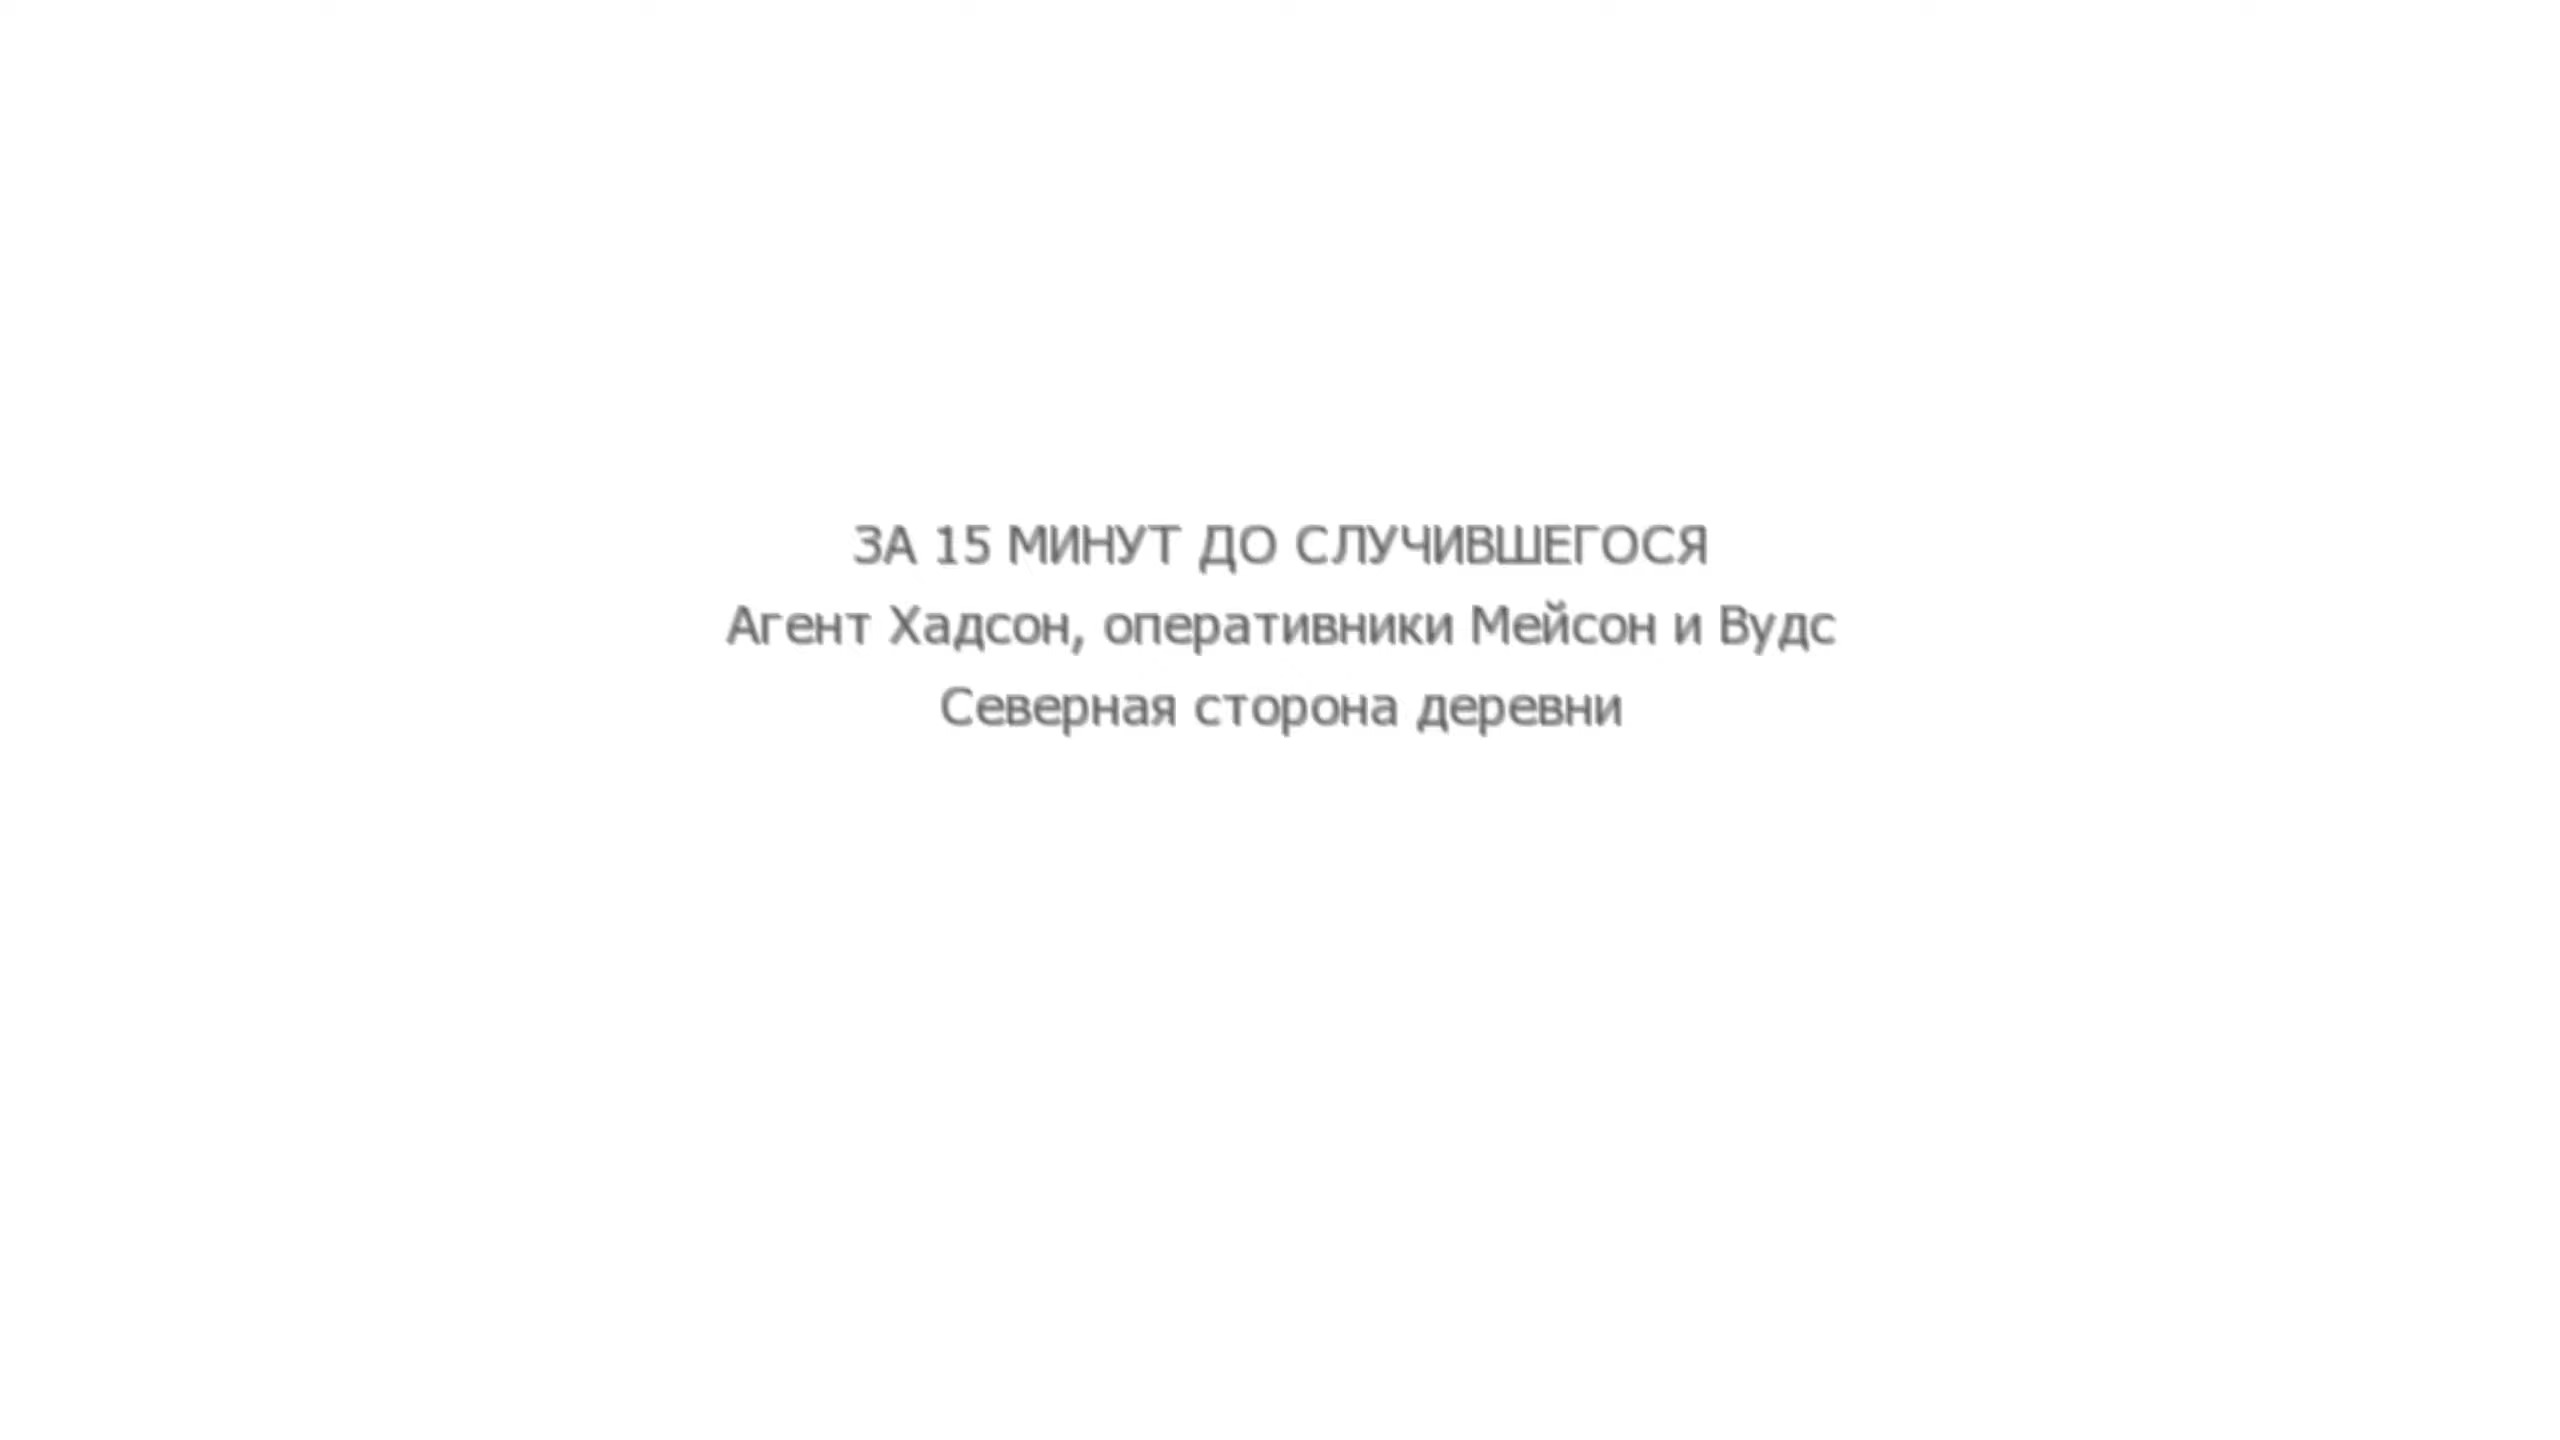 ЗА 15 МИНУТ ДО СЛУЧИВШЕГОСЯ
Агент Хадсон, оперативники Мейсон и Вудс
Северная сторона деревни